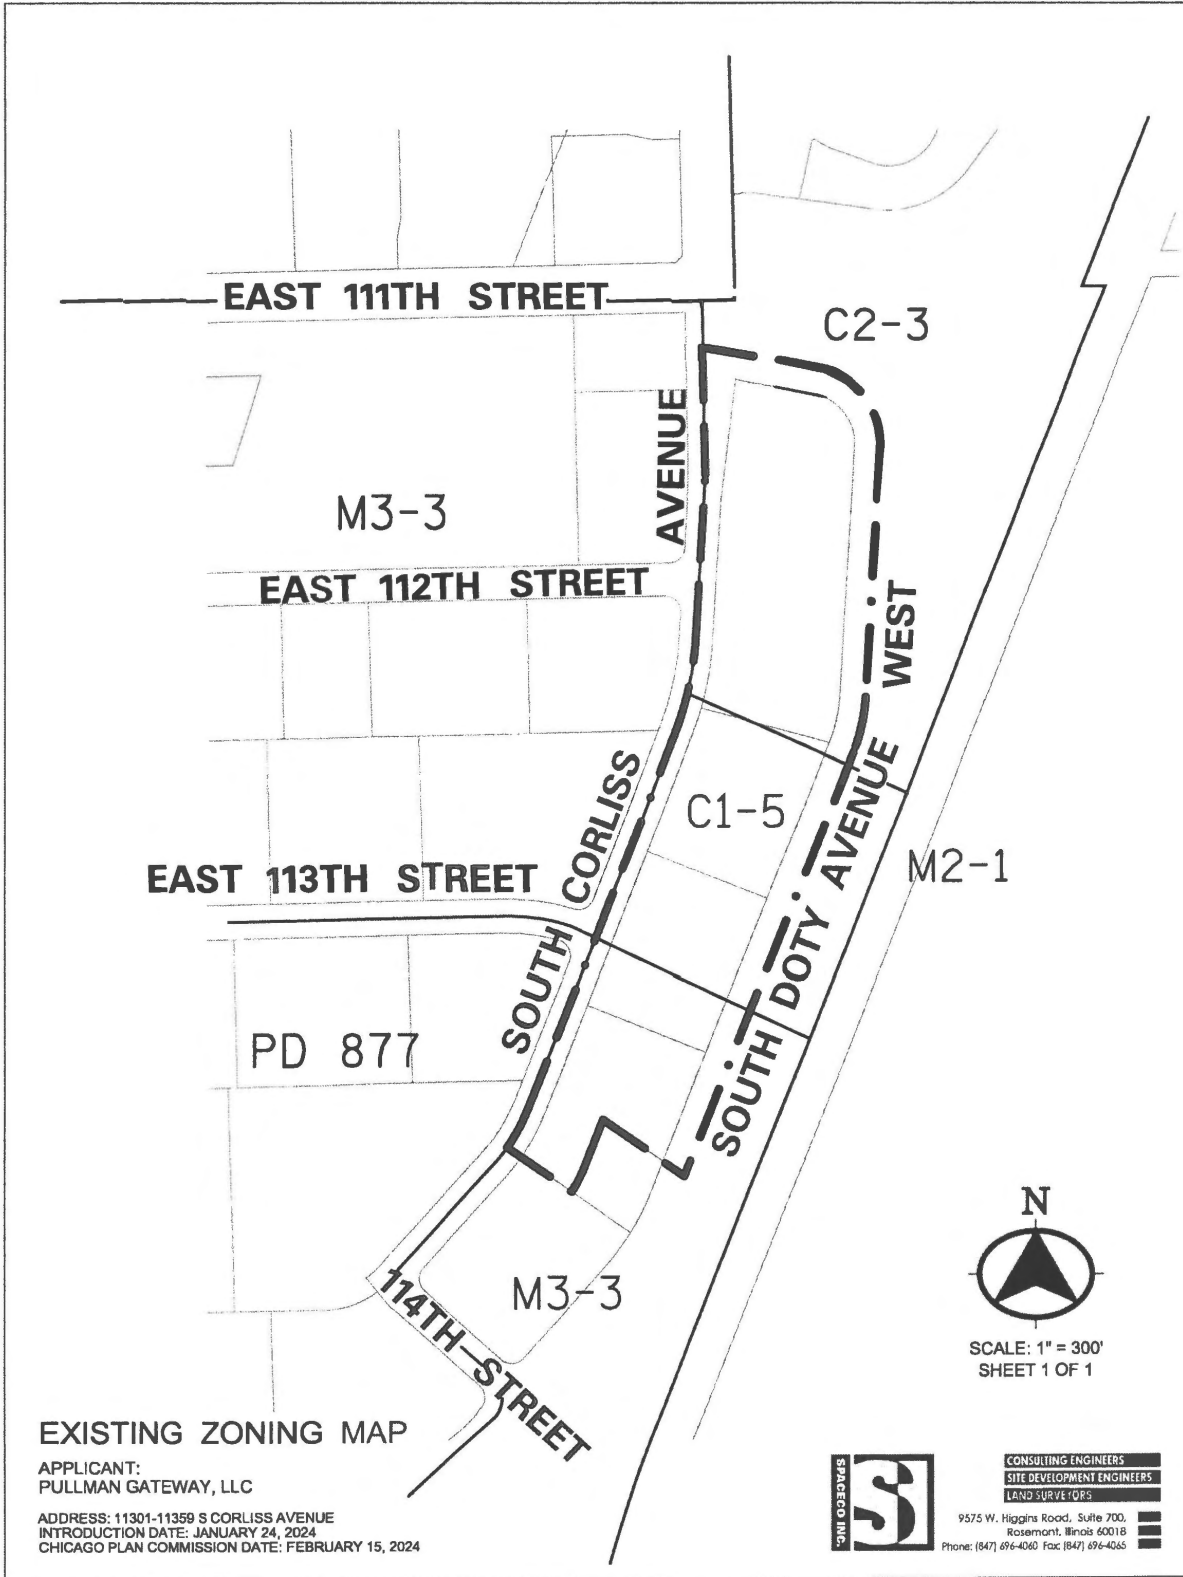 EAST 111TH STREET
C2-3
AVENUE
M3-3
EAST 112TH STREET
WEST
SOUTH CORLISS
C1-5
SOUTH DOTY AVENUE
M2-1
EAST 113TH STREET
PD 877
N
M3-3
114TH STREET
SCALE: 1" = 300'
SHEET 1 OF 1
EXISTING ZONING MAP
APPLICANT:
PULLMAN GATEWAY, LLC
ADDRESS: 11301-11359 S CORLISS AVENUE
INTRODUCTION DATE: JANUARY 24, 2024
CHICAGO PLAN COMMISSION DATE: FEBRUARY 15, 2024
SPACECO INC.
CONSULTING ENGINEERS
SITE DEVELOPMENT ENGINEERS
LAND SURVEYORS
9575 W. Higgins Road, Suite 700,
Rosemont, Illinois 60018
Phone: (847) 696-4060 Fax: (847) 696-4065